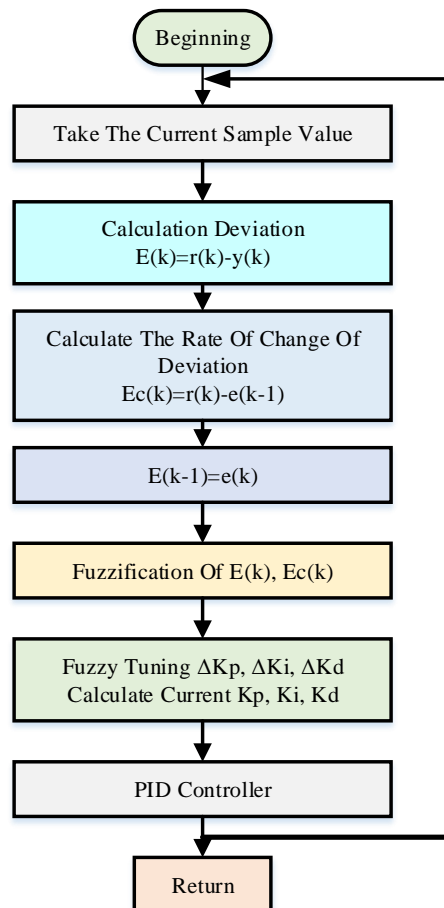 Beginning
Take The Current Sample Value
Calculation Deviation
E(k)=r(k)-y(k)
Calculate The Rate Of Change Of
Deviation
Ec(k)=r(k)-e(k-1)
E(k-1)=e(k)
Fuzzification Of E(k), Ec(k)
Fuzzy Tuning ΔKp, ΔKi, ΔKd
Calculate Current Kp, Ki, Kd
PID Controller
Return